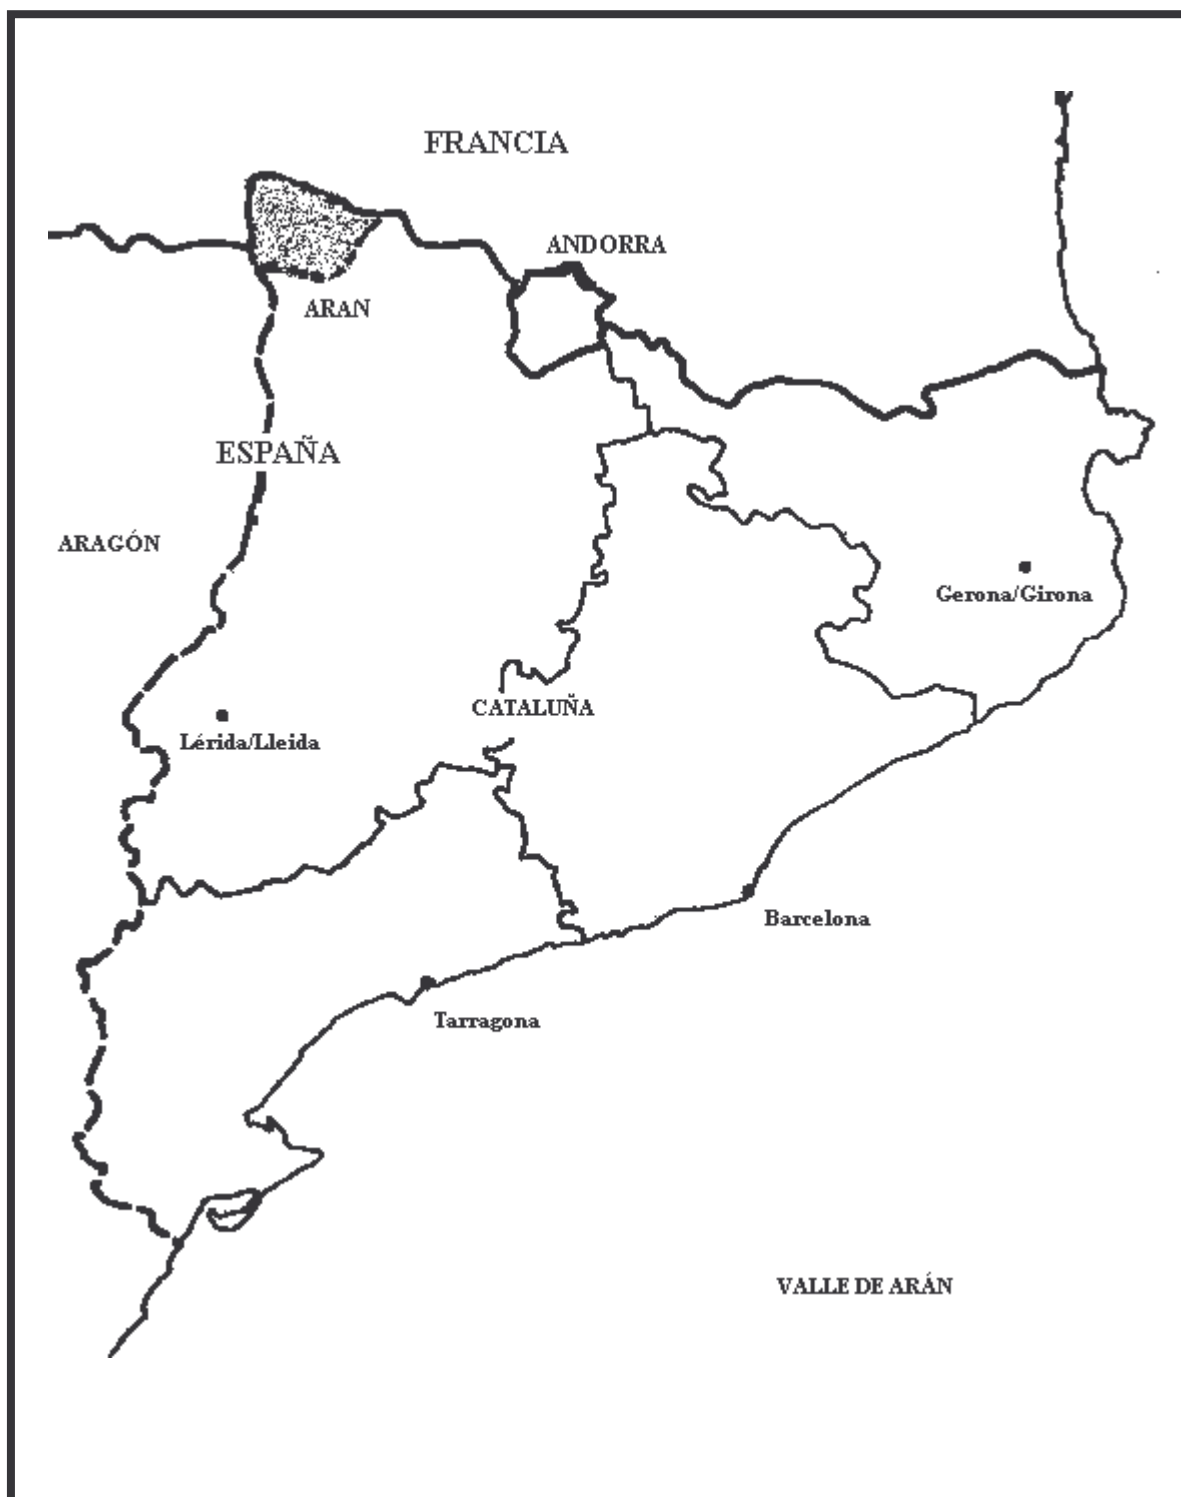 FRANCIA
ANDORRA
ARAN
ESPAÑA
ARAGÓN
Gerona/Girona
CATALUÑA
Lérida/Lleida
Barcelona
Tarragona
VALLE DE ARÁN